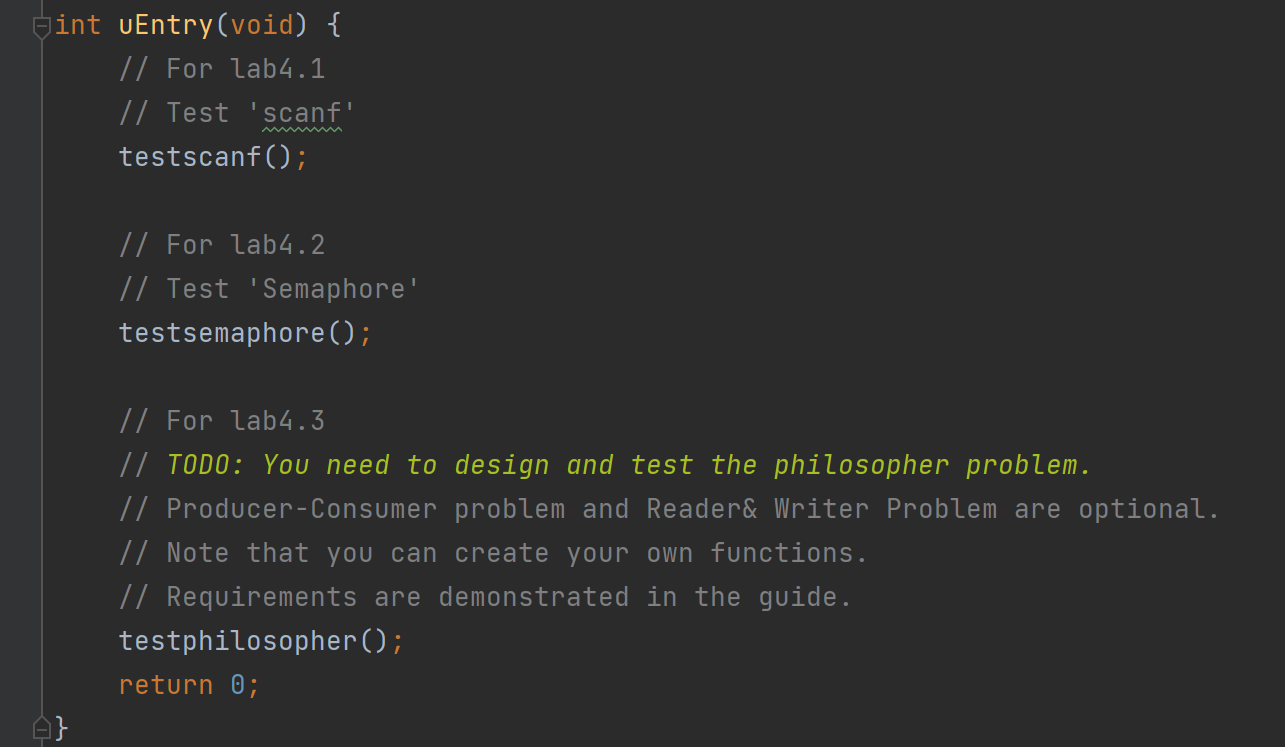 int uEntry(void) {
    // For lab4.1
    // Test 'scanf'
    testscanf();

    // For lab4.2
    // Test 'Semaphore'
    testsemaphore();

    // For lab4.3
    // TODO: You need to design and test the philosopher problem.
    // Producer-Consumer problem and Reader& Writer Problem are optional.
    // Note that you can create your own functions.
    // Requirements are demonstrated in the guide.
    testphilosopher();
    return 0;
}